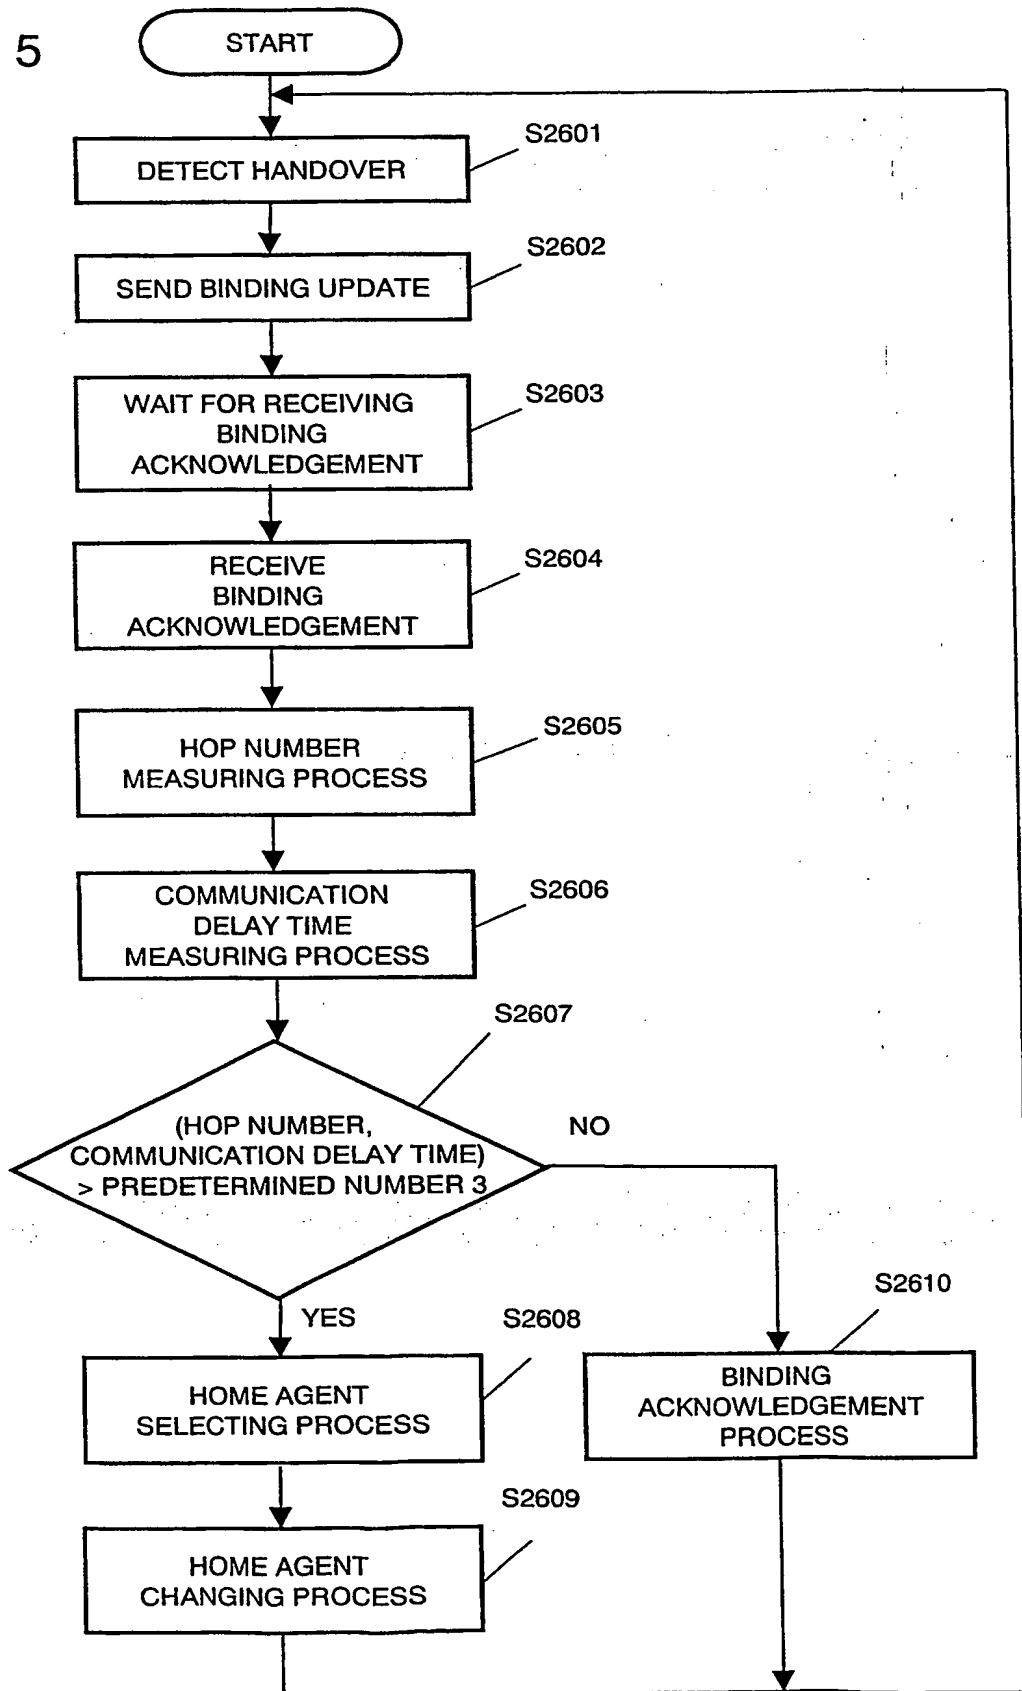 5
START
S2601
DETECT HANDOVER
S2602
SEND BINDING UPDATE
S2603
WAIT FOR RECEIVING
BINDING
ACKNOWLEDGEMENT
S2604
RECEIVE
BINDING
ACKNOWLEDGEMENT
S2605
HOP NUMBER
MEASURING PROCESS
S2606
COMMUNICATION
DELAY TIME
MEASURING PROCESS
S2607
(HOP NUMBER,
COMMUNICATION DELAY TIME)
> PREDETERMINED NUMBER 3
NO
YES
S2608
HOME AGENT
SELECTING PROCESS
S2610
BINDING
ACKNOWLEDGEMENT
PROCESS
S2609
HOME AGENT
CHANGING PROCESS